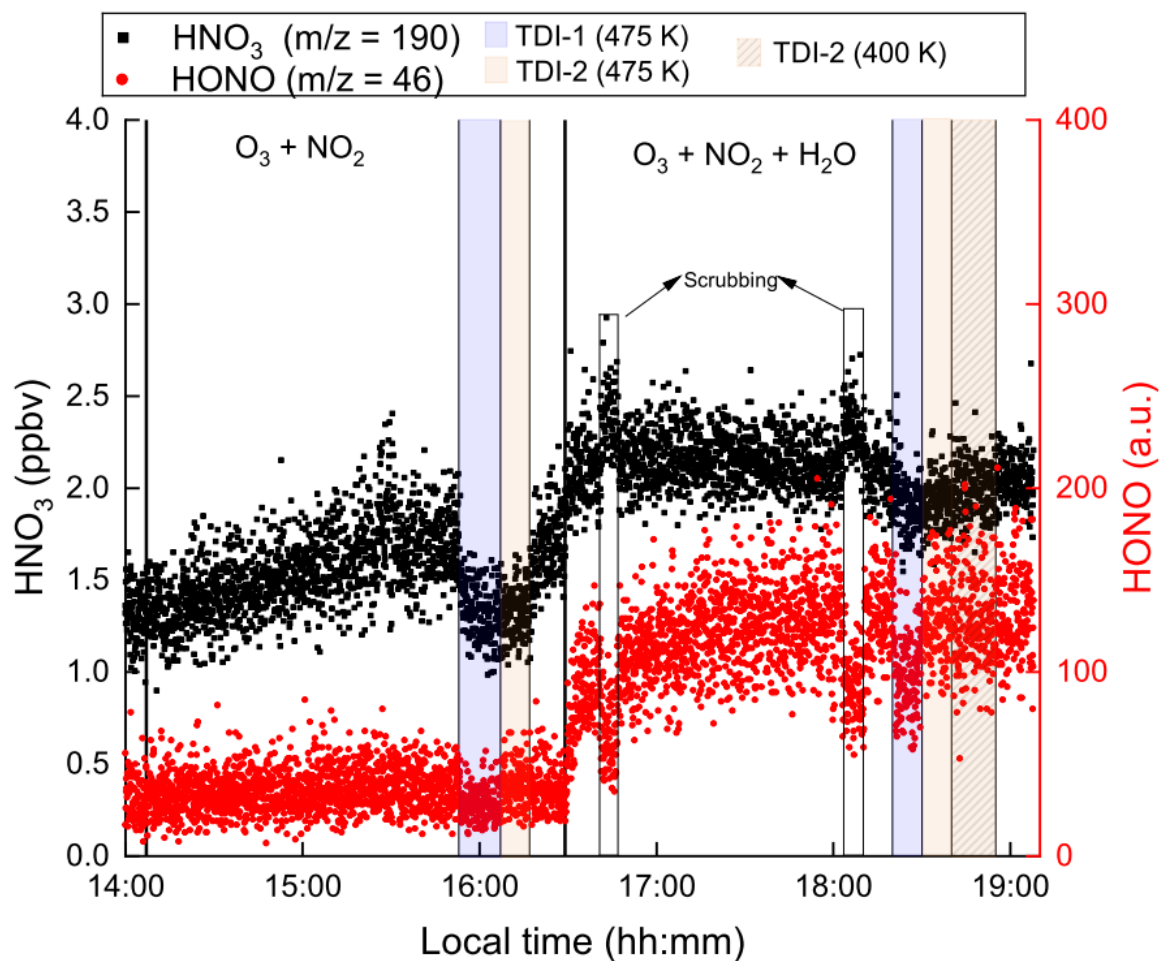 HNO₃ (m/z = 190)
HONO (m/z = 46)
TDI-1 (475 K)
TDI-2 (475 K)
TDI-2 (400 K)
4.0
3.5
3.0
2.5
2.0
1.5
1.0
0.5
0.0
HNO₃ (ppbv)
O₃ + NO₂
O₃ + NO₂ + H₂O
Scrubbing
400
300
200
100
0
HONO (a.u.)
14:00
15:00
16:00
17:00
18:00
19:00
Local time (hh:mm)